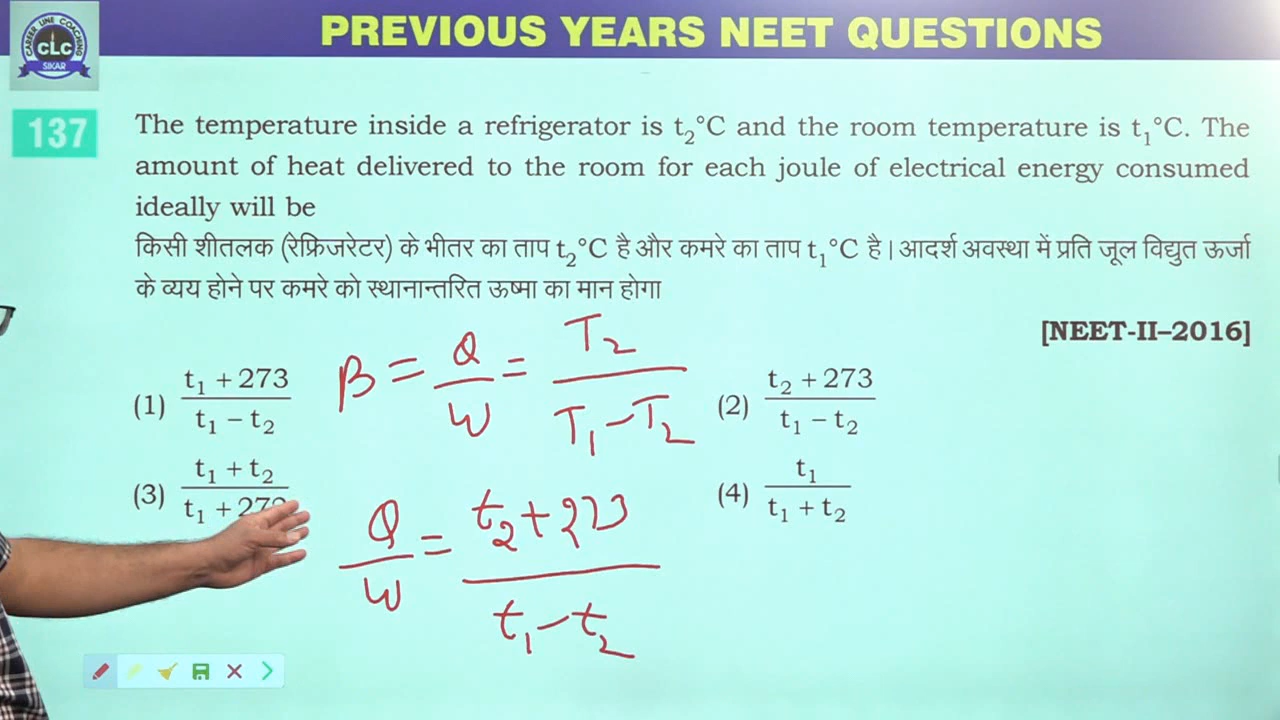 PREVIOUS YEARS NEET QUESTIONS
CAREER LINE COACHING
CLC
SIKAR
137
The temperature inside a refrigerator is t₂°C and the room temperature is t₁°C. The
amount of heat delivered to the room for each joule of electrical energy consumed
ideally will be
किसी शीतलक (रेफ्रिजरेटर) के भीतर का ताप t₂°C है और कमरे का ताप t₁°C है। आदर्श अवस्था में प्रति जूल विद्युत ऊर्जा
के व्यय होने पर कमरे को स्थानान्तरित ऊष्मा का मान होगा
[NEET-II–2016]
(1) (t₁ + 273)/(t₁ – t₂)
β = Q/W = T₂/(T₁ – T₂)
(2) (t₂ + 273)/(t₁ – t₂)
(3) (t₁ + t₂)/(t₁ + 27
Q/W = (t₂ + 273)/(t₁ – t₂)
(4) t₁/(t₁ + t₂)